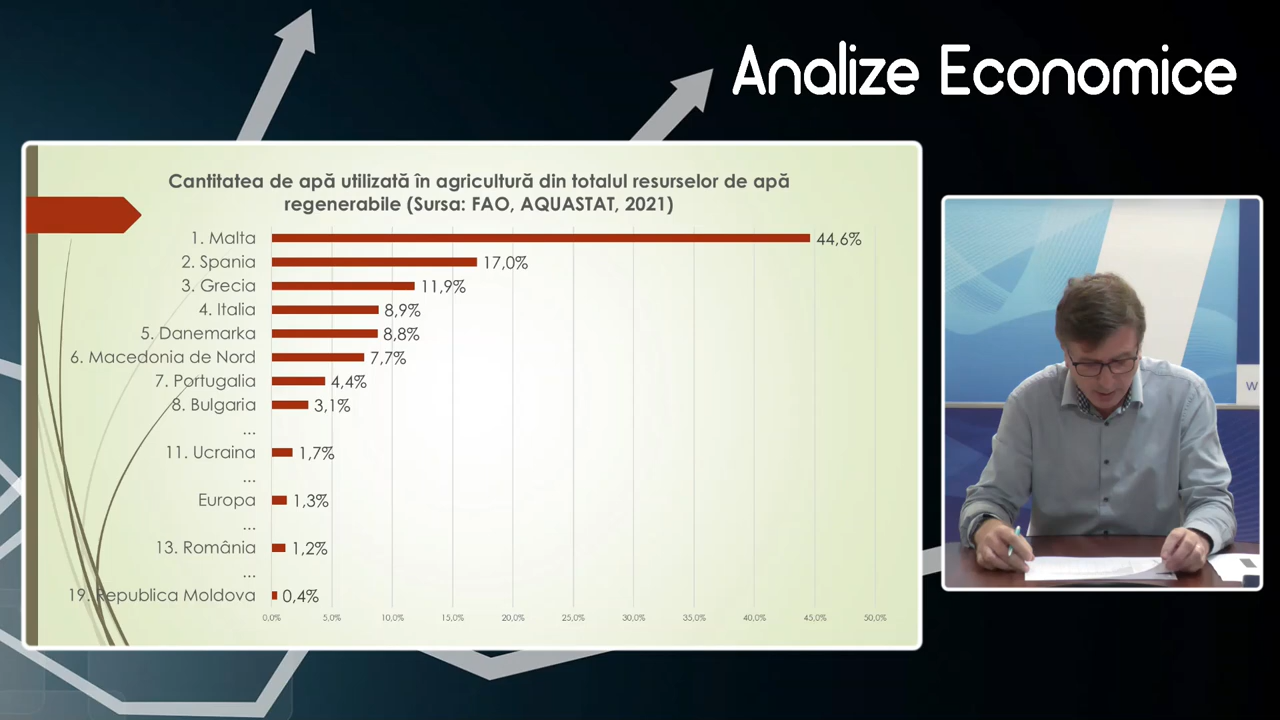 Analize Economice
Cantitatea de apă utilizată în agricultură din totalul resurselor de apă
regenerabile (Sursa: FAO, AQUASTAT, 2021)
1. Malta 44,6%
2. Spania 17,0%
3. Grecia 11,9%
4. Italia 8,9%
5. Danemarka 8,8%
6. Macedonia de Nord 7,7%
7. Portugalia 4,4%
8. Bulgaria 3,1%
...
11. Ucraina 1,7%
...
Europa 1,3%
...
13. România 1,2%
...
19. Republica Moldova 0,4%
0,0% 5,0% 10,0% 15,0% 20,0% 25,0% 30,0% 35,0% 40,0% 45,0% 50,0%
W